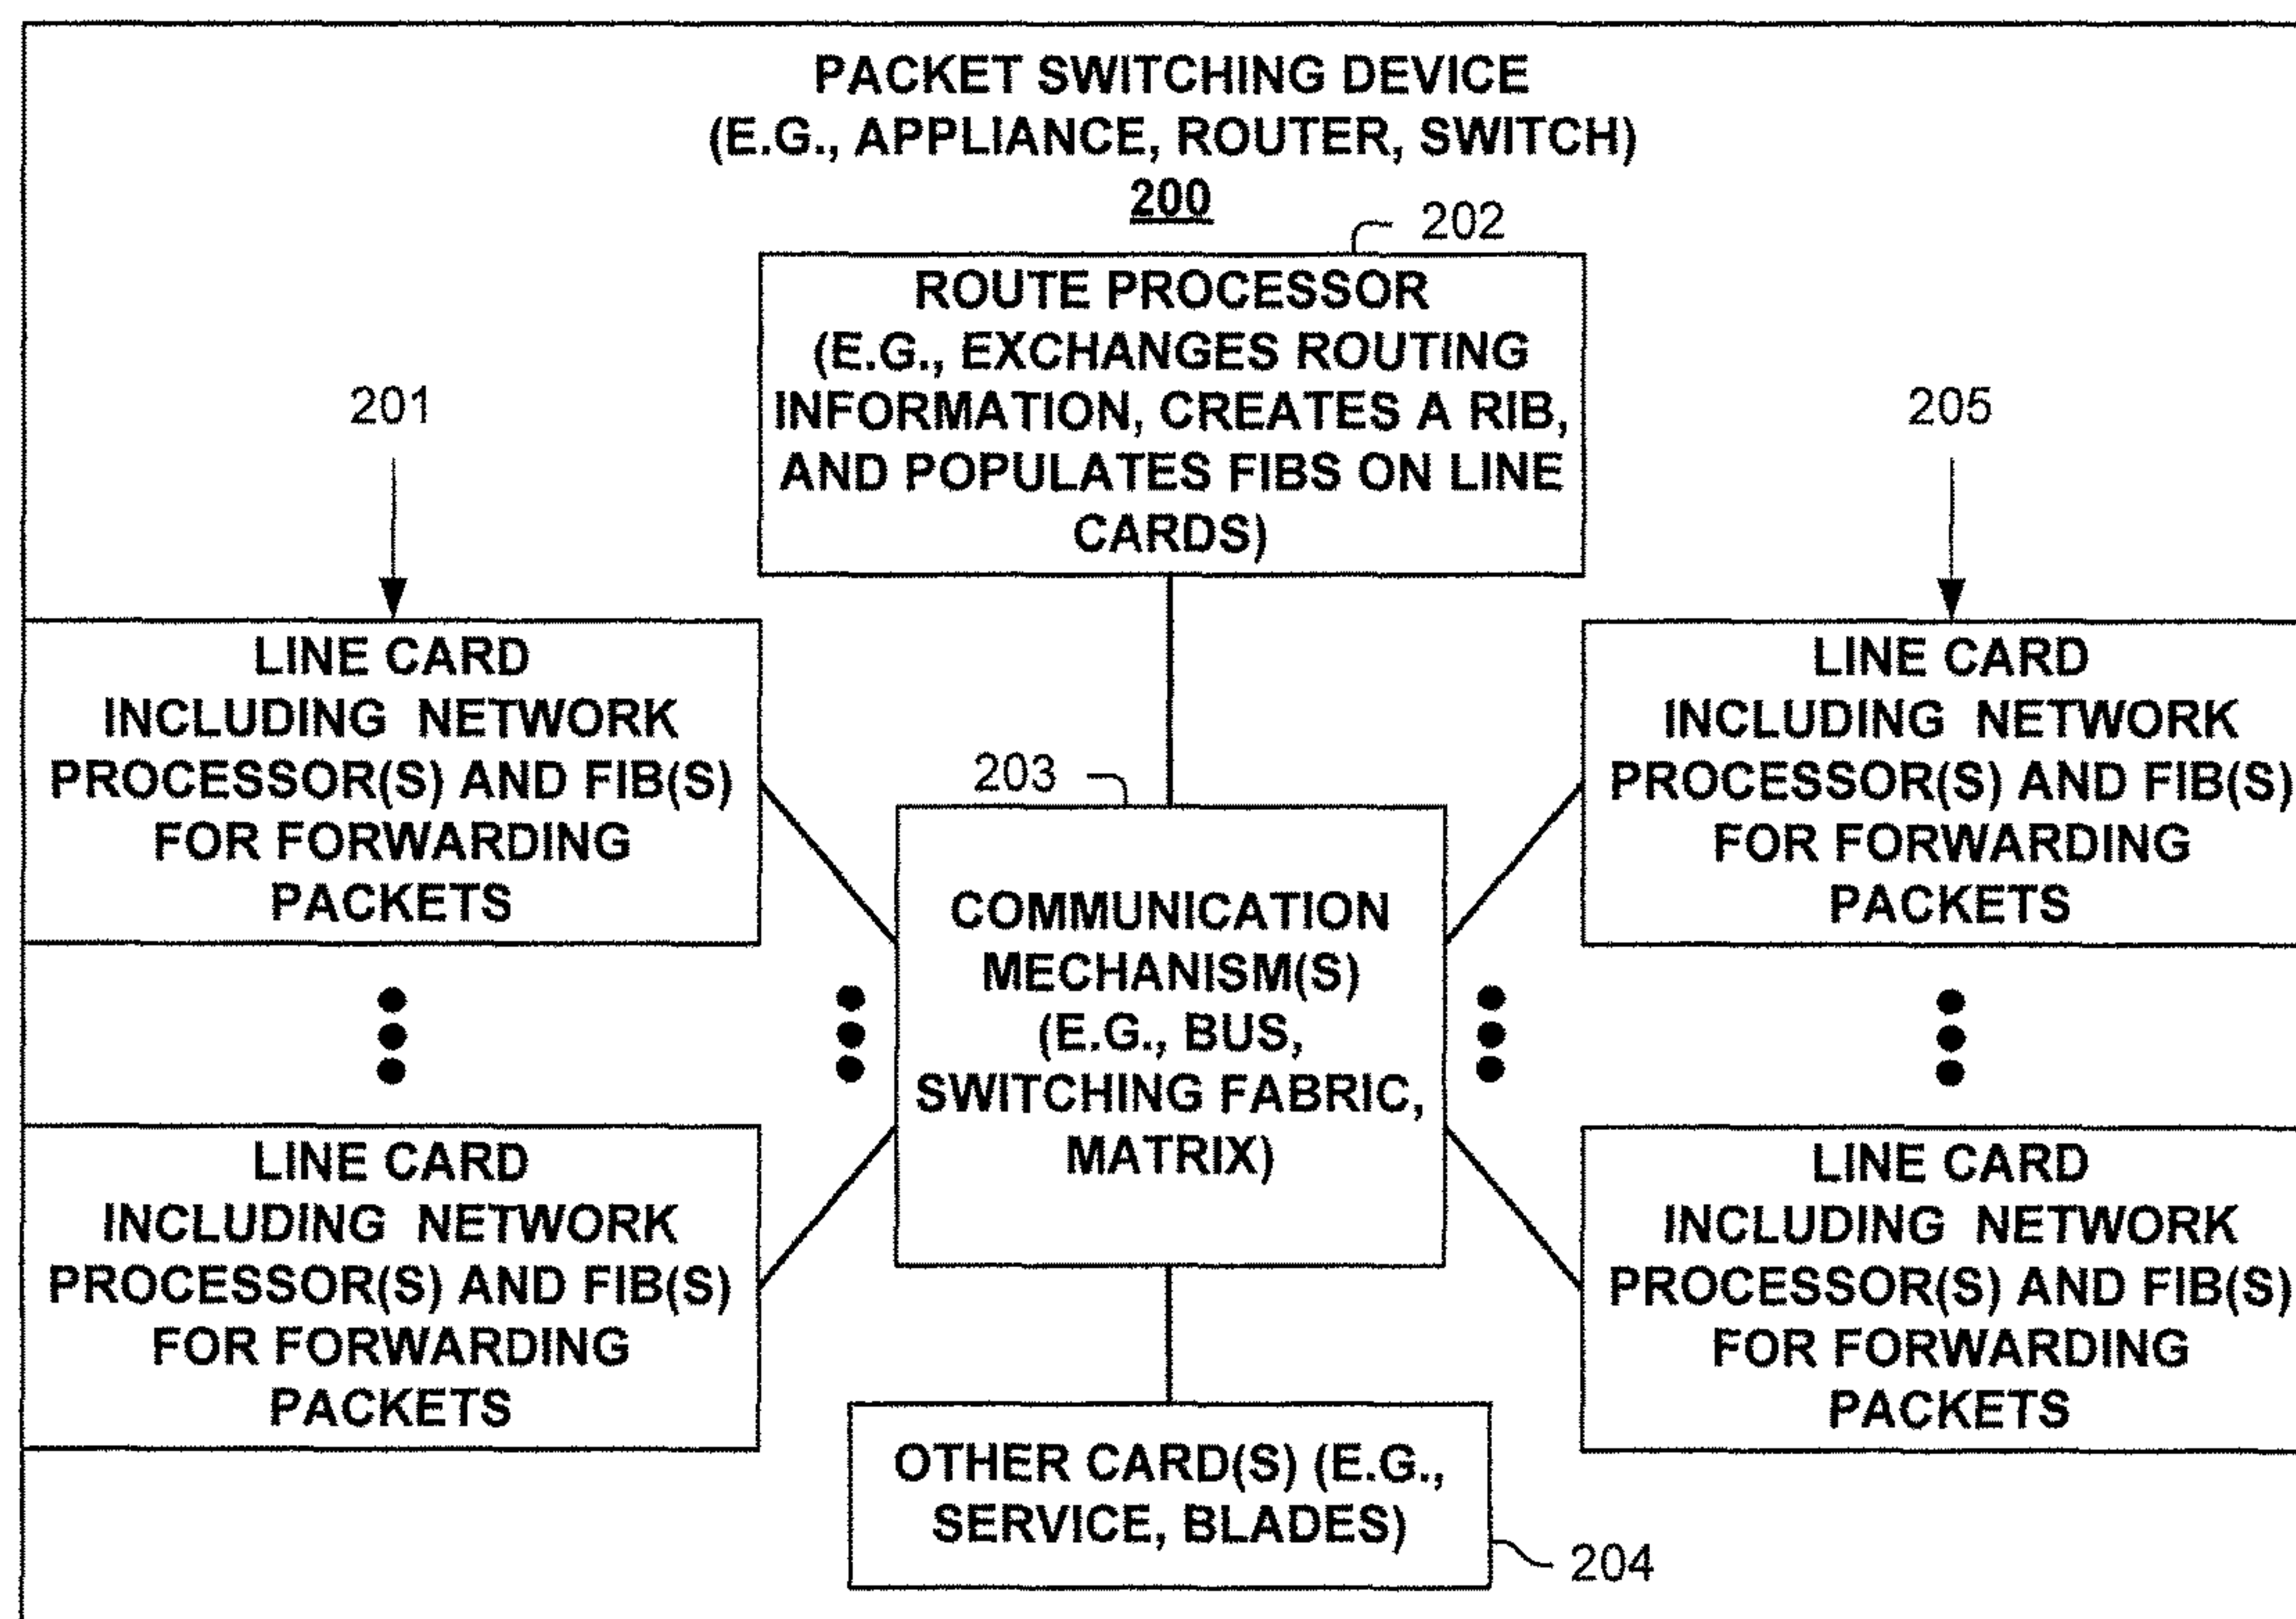 PACKET SWITCHING DEVICE
(E.G., APPLIANCE, ROUTER, SWITCH)
200
202
ROUTE PROCESSOR
(E.G., EXCHANGES ROUTING
INFORMATION, CREATES A RIB,
AND POPULATES FIBS ON LINE
CARDS)
201
205
LINE CARD
INCLUDING NETWORK
PROCESSOR(S) AND FIB(S)
FOR FORWARDING
PACKETS
LINE CARD
INCLUDING NETWORK
PROCESSOR(S) AND FIB(S)
FOR FORWARDING
PACKETS
203
COMMUNICATION
MECHANISM(S)
(E.G., BUS,
SWITCHING FABRIC,
MATRIX)
LINE CARD
INCLUDING NETWORK
PROCESSOR(S) AND FIB(S)
FOR FORWARDING
PACKETS
LINE CARD
INCLUDING NETWORK
PROCESSOR(S) AND FIB(S)
FOR FORWARDING
PACKETS
OTHER CARD(S) (E.G.,
SERVICE, BLADES)
204